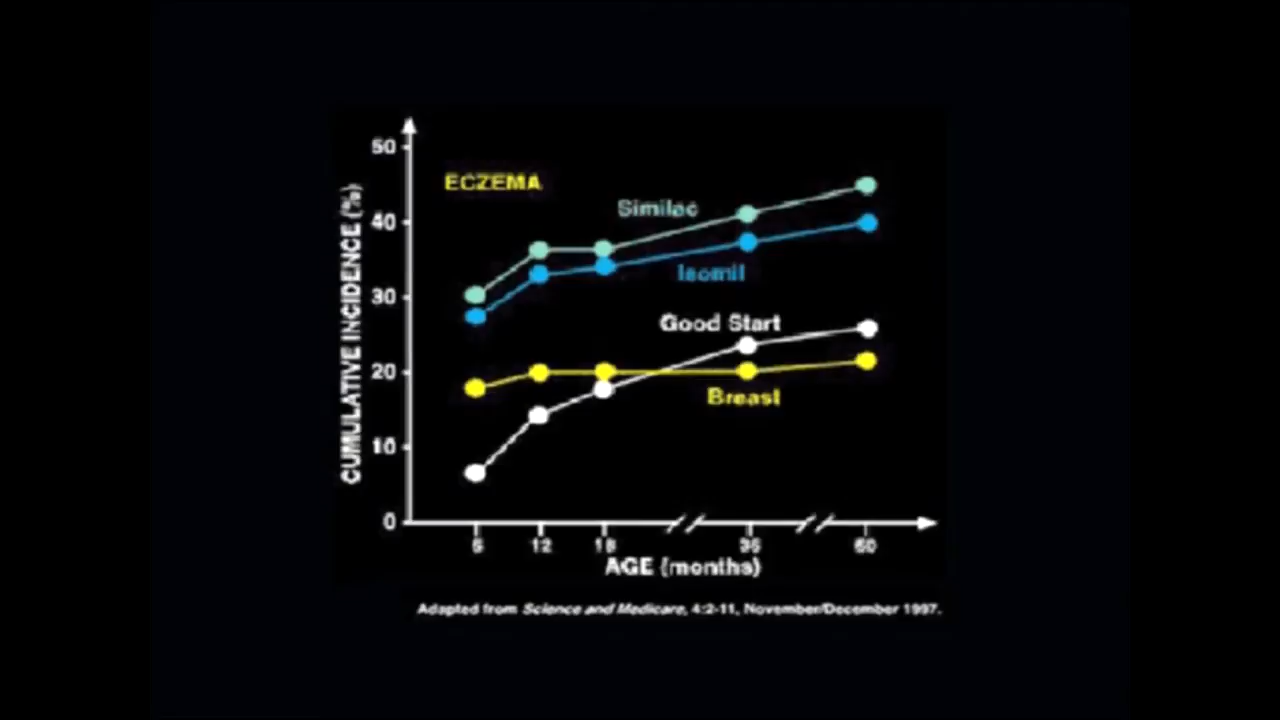 50
ECZEMA
Similac
40
Isomil
30
Good Start
20
Breast
10
0
6 12 18 36 60
AGE (months)
CUMULATIVE INCIDENCE (%)
Adapted from Science and Medicare, 4:2-11, November/December 1997.